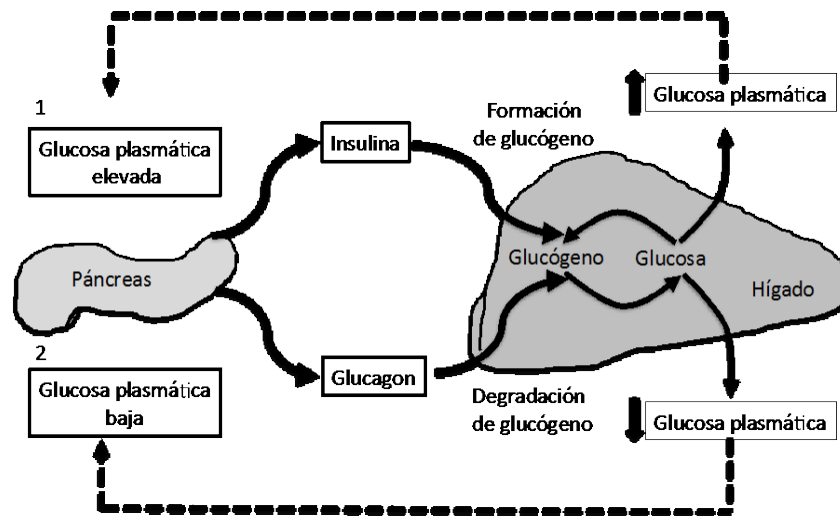 1
Glucosa plasmática
elevada
Insulina
Formación
de glucógeno
Glucosa plasmática
Páncreas
Glucógeno
Glucosa
Hígado
2
Glucosa plasmática
baja
Glucagon
Degradación
de glucógeno
Glucosa plasmática